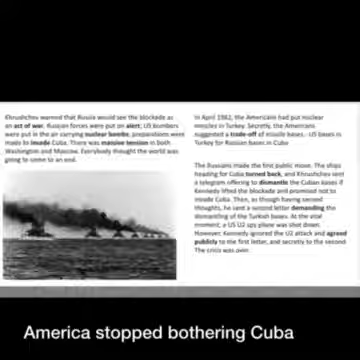 Khrushchev warned that Russia would see the blockade as
an act of war. Russian forces were put on alert; US bombers
were put in the air carrying nuclear bombs; preparations were
made to invade Cuba. There was massive tension in both
Washington and Moscow. Everybody thought the world was
going to come to an end.
In April 1962, the Americans had put nuclear
missiles in Turkey. Secretly, the Americans
suggested a trade-off of missile bases - US bases in
Turkey for Russian bases in Cuba
The Russians made the first public move. The ships
heading for Cuba turned back, and Khrushchev sent
a telegram offering to dismantle the Cuban bases if
Kennedy lifted the blockade and promised not to
invade Cuba. Then, as though having second
thoughts, he sent a second letter demanding the
dismantling of the Turkish bases. At the vital
moment, a US U2 spy plane was shot down.
However, Kennedy ignored the U2 attack and agreed
publicly to the first letter, and secretly to the second.
The crisis was over.
America stopped bothering Cuba